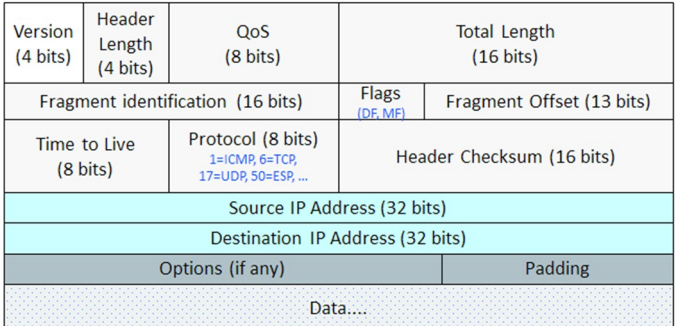 Version
(4 bits)
Header
Length
(4 bits)
QoS
(8 bits)
Total Length
(16 bits)
Fragment identification (16 bits)
Flags
(DF, MF)
Fragment Offset (13 bits)
Time to Live
(8 bits)
Protocol (8 bits)
1=ICMP, 6=TCP,
17=UDP, 50=ESP, ...
Header Checksum (16 bits)
Source IP Address (32 bits)
Destination IP Address (32 bits)
Options (if any)
Padding
Data....